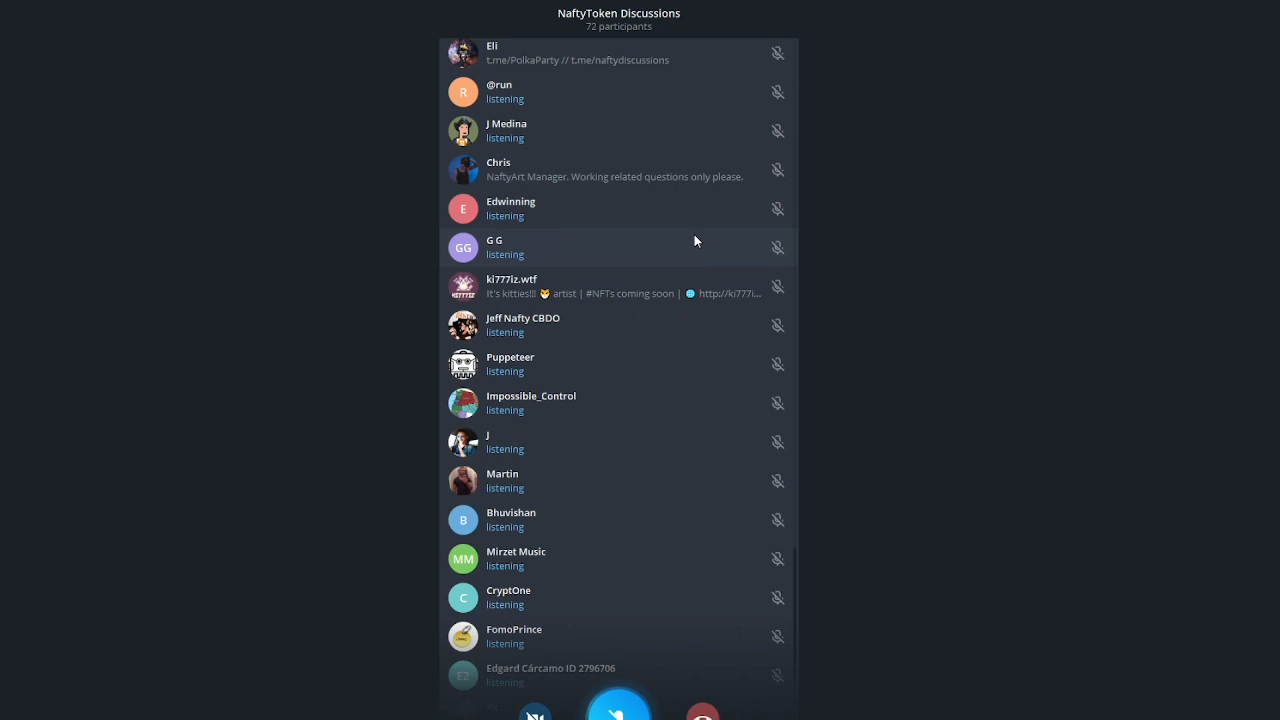 NaftyToken Discussions
72 participants
Eli
t.me/PolkaParty // t.me/naftydiscussions
R
@run
listening
J Medina
listening
Chris
NaftyArt Manager. Working related questions only please.
E
Edwinning
listening
GG
G G
listening
KI777IZ
ki777iz.wtf
It's kitties!!! 🐱 artist | #NFTs coming soon | 🌐 http://ki777i...
Jeff Nafty CBDO
listening
Puppeteer
listening
Impossible_Control
listening
J
listening
Martin
listening
B
Bhuvishan
listening
MM
Mirzet Music
listening
C
CryptOne
listening
FomoPrince
listening
E2
Edgard Cárcamo ID 2796706
listening